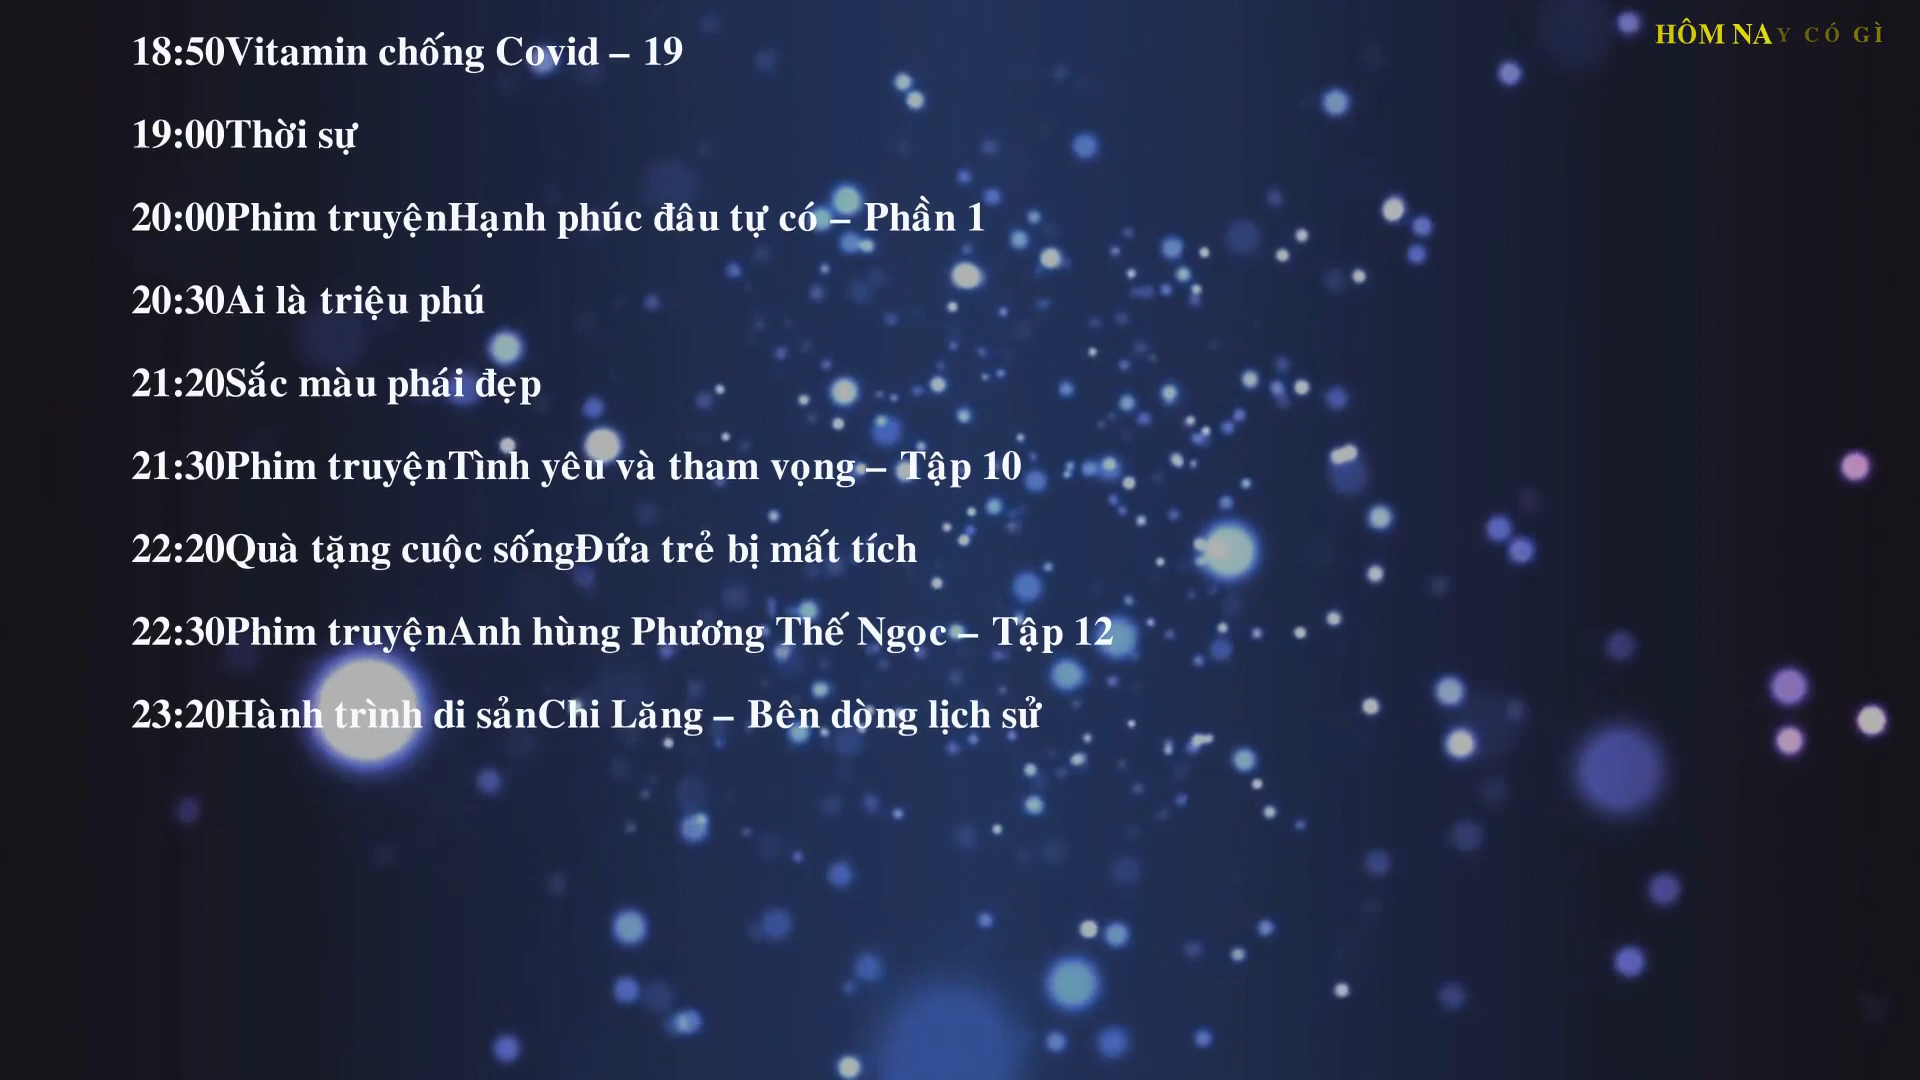 HÔM NAY CÓ GÌ
18:50Vitamin chống Covid – 19
19:00Thời sự
20:00Phim truyệnHạnh phúc đâu tự có – Phần 1
20:30Ai là triệu phú
21:20Sắc màu phái đẹp
21:30Phim truyệnTình yêu và tham vọng – Tập 10
22:20Quà tặng cuộc sốngĐứa trẻ bị mất tích
22:30Phim truyệnAnh hùng Phương Thế Ngọc – Tập 12
23:20Hành trình di sảnChi Lăng – Bên dòng lịch sử